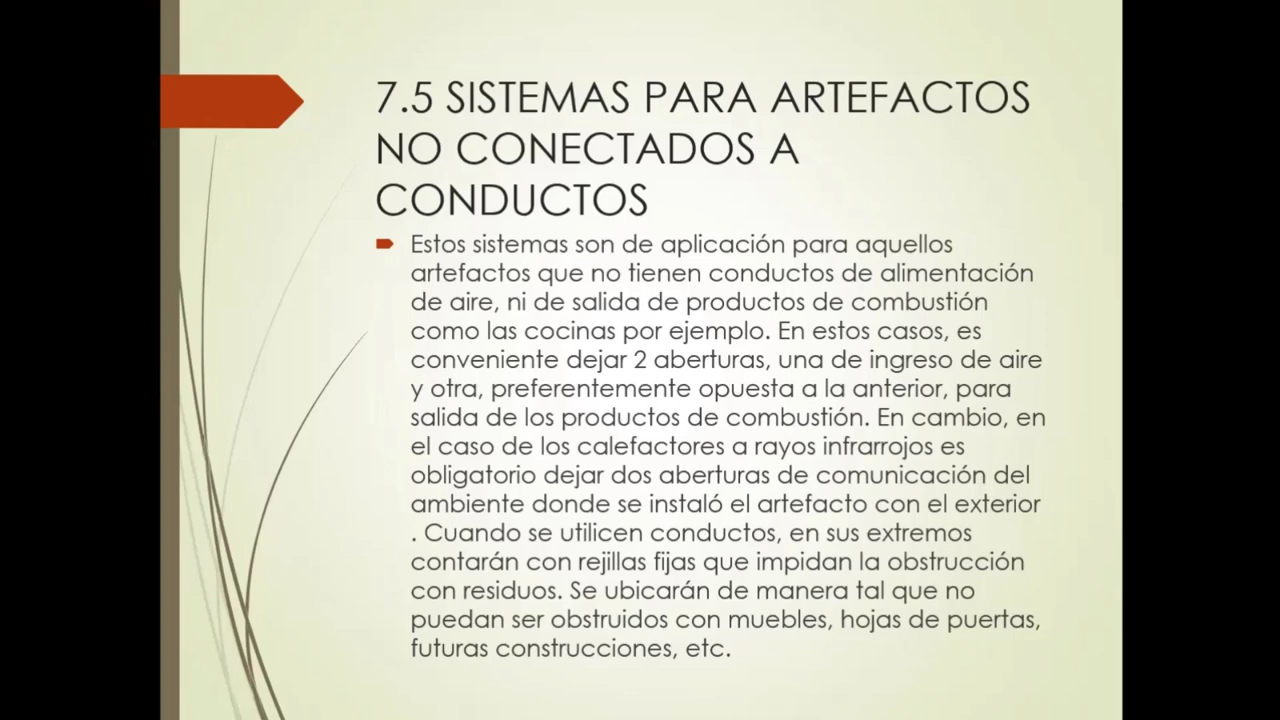 7.5 SISTEMAS PARA ARTEFACTOS
NO CONECTADOS A
CONDUCTOS
Estos sistemas son de aplicación para aquellos
artefactos que no tienen conductos de alimentación
de aire, ni de salida de productos de combustión
como las cocinas por ejemplo. En estos casos, es
conveniente dejar 2 aberturas, una de ingreso de aire
y otra, preferentemente opuesta a la anterior, para
salida de los productos de combustión. En cambio, en
el caso de los calefactores a rayos infrarrojos es
obligatorio dejar dos aberturas de comunicación del
ambiente donde se instaló el artefacto con el exterior
. Cuando se utilicen conductos, en sus extremos
contarán con rejillas fijas que impidan la obstrucción
con residuos. Se ubicarán de manera tal que no
puedan ser obstruidos con muebles, hojas de puertas,
futuras construcciones, etc.